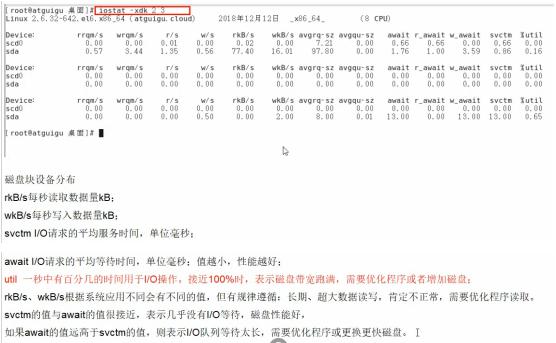 [root@atguigu 桌面]# iostat -xdk 2 3
Linux 2.6.32-642.el6.x86_64 (atguigu.cloud) 2018年12月12日 _x86_64_ (8 CPU)
Device: rrqm/s wrqm/s r/s w/s rkB/s wkB/s avgrq-sz avgqu-sz await r_await w_await svctm %util
scd0 0.00 0.00 0.01 0.00 0.02 0.00 7.21 0.00 0.66 0.66 0.00 0.66 0.00
sda 0.57 3.44 1.35 0.56 77.40 16.01 97.80 0.00 1.76 1.00 3.59 0.86 0.16
Device: rrqm/s wrqm/s r/s w/s rkB/s wkB/s avgrq-sz avgqu-sz await r_await w_await svctm %util
scd0 0.00 0.00 0.00 0.00 0.00 0.00 0.00 0.00 0.00 0.00 0.00 0.00 0.00
sda 0.00 0.00 0.00 0.00 0.00 0.00 0.00 0.00 0.00 0.00 0.00 0.00 0.00
Device: rrqm/s wrqm/s r/s w/s rkB/s wkB/s avgrq-sz avgqu-sz await r_await w_await svctm %util
scd0 0.00 0.00 0.00 0.00 0.00 0.00 0.00 0.00 0.00 0.00 0.00 0.00 0.00
sda 0.00 0.00 0.00 0.50 0.00 2.00 8.00 0.01 13.00 0.00 13.00 13.00 0.65
[root@atguigu 桌面]#
磁盘块设备分布
rkB/s每秒读取数据量kB;
wkB/s每秒写入数据量kB;
svctm I/O请求的平均服务时间，单位毫秒；
await I/O请求的平均等待时间，单位毫秒；值越小，性能越好；
util 一秒中有百分几的时间用于I/O操作。接近100%时，表示磁盘带宽跑满，需要优化程序或者增加磁盘；
rkB/s、wkB/s根据系统应用不同会有不同的值，但有规律遵循：长期、超大数据读写，肯定不正常，需要优化程序读取。
svctm的值与await的值很接近，表示几乎没有I/O等待，磁盘性能好，
如果await的值远高于svctm的值，则表示I/O队列等待太长，需要优化程序或更换更快磁盘。